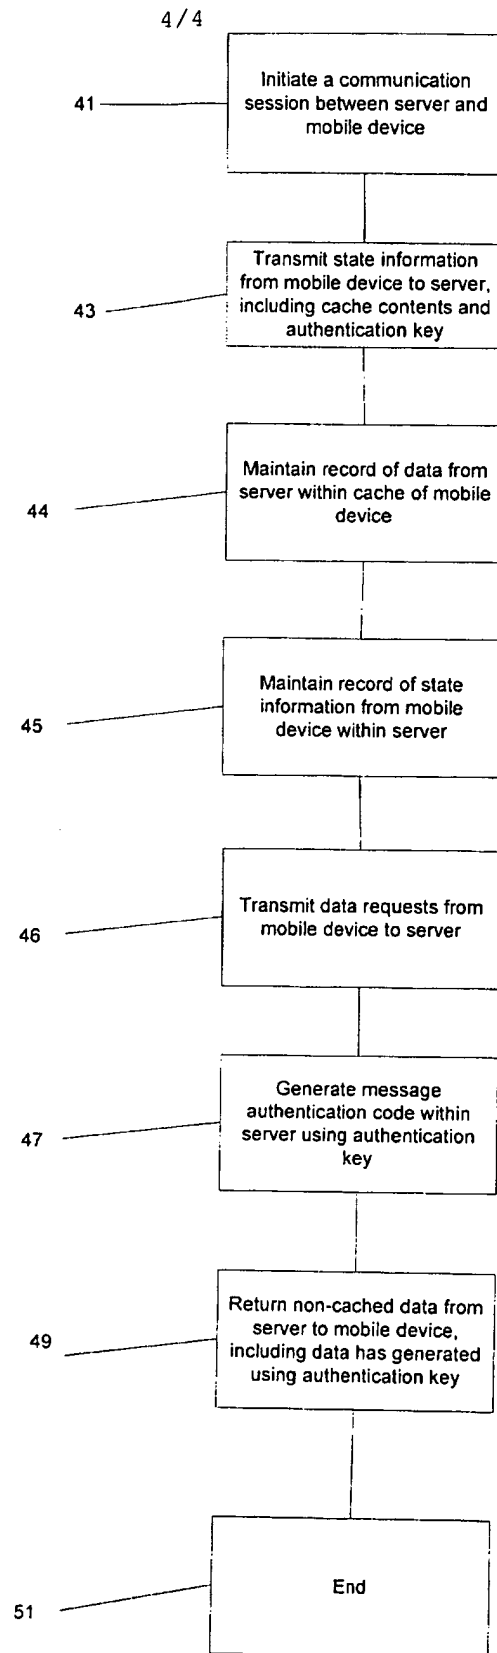 4/4
41
Initiate a communication
session between server and
mobile device
43
Transmit state information
from mobile device to server,
including cache contents and
authentication key
44
Maintain record of data from
server within cache of mobile
device
45
Maintain record of state
information from mobile
device within server
46
Transmit data requests from
mobile device to server
47
Generate message
authentication code within
server using authentication
key
49
Return non-cached data from
server to mobile device,
including data has generated
using authentication key
51
End